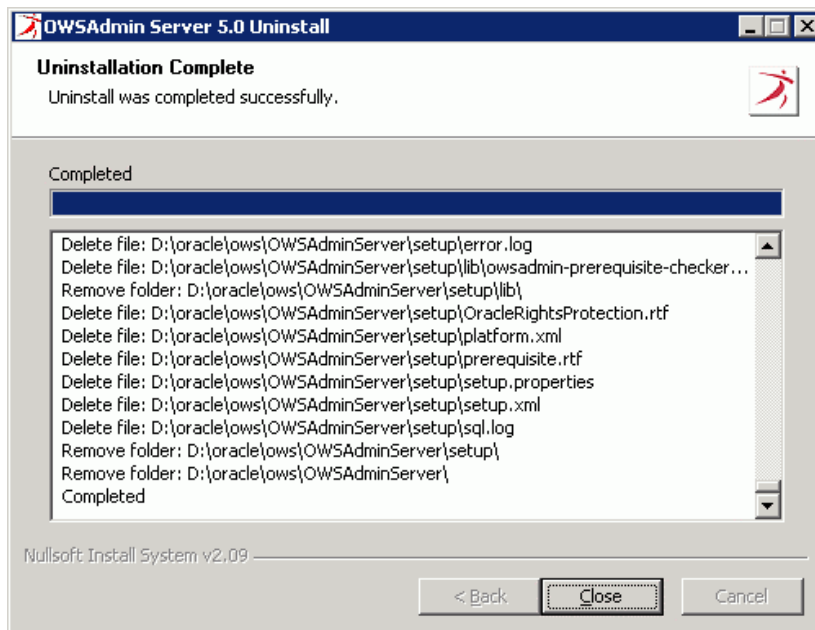 OWSAdmin Server 5.0 Uninstall
Uninstallation Complete
Uninstall was completed successfully.
Completed
Delete file: D:\oracle\ows\OWSAdminServer\setup\error.log
Delete file: D:\oracle\ows\OWSAdminServer\setup\lib\owsadmin-prerequisite-checker...
Remove folder: D:\oracle\ows\OWSAdminServer\setup\lib\
Delete file: D:\oracle\ows\OWSAdminServer\setup\OracleRightsProtection.rtf
Delete file: D:\oracle\ows\OWSAdminServer\setup\platform.xml
Delete file: D:\oracle\ows\OWSAdminServer\setup\prerequisite.rtf
Delete file: D:\oracle\ows\OWSAdminServer\setup\setup.properties
Delete file: D:\oracle\ows\OWSAdminServer\setup\setup.xml
Delete file: D:\oracle\ows\OWSAdminServer\setup\sql.log
Remove folder: D:\oracle\ows\OWSAdminServer\setup\
Remove folder: D:\oracle\ows\OWSAdminServer\
Completed
Nullsoft Install System v2.09
< Back Close Cancel